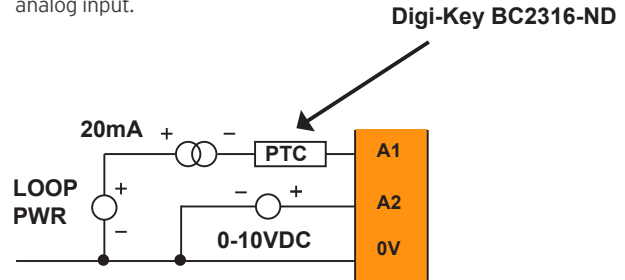 analog input.
Digi-Key BC2316-ND
20mA + −
PTC
A1
LOOP
PWR
+
−
− +
A2
0-10VDC
0V